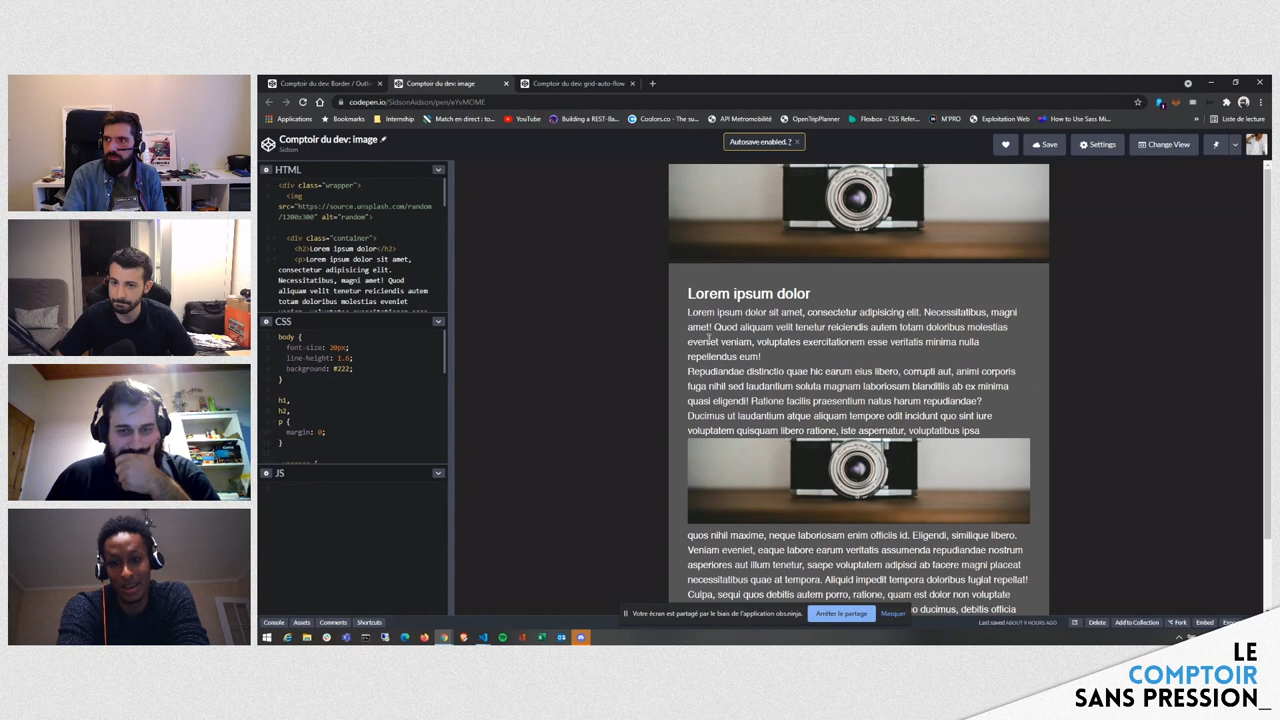 Comptoir du dev: Border / Outli
Comptoir du dev: image
Comptoir du dev: grid-auto-flow
codepen.io/SidsonAidson/pen/eYvMOME
Applications
Bookmarks
Internship
Match en direct : to...
YouTube
Building a REST-Ba...
Coolors.co - The su...
API Metromobilité
OpenTripPlanner
Flexbox - CSS Refer...
M'PRO
Exploitation Web
How to Use Sass Mi...
Liste de lecture
Comptoir du dev: image
Sidson
Autosave enabled. ?
Save
Settings
Change View
HTML
<div class="wrapper">
<img
src="https://source.unsplash.com/random
/1200x300" alt="random">
<div class="container">
<h2>Lorem ipsum dolor</h2>
<p>Lorem ipsum dolor sit amet,
consectetur adipisicing elit.
Necessitatibus, magni amet! Quod
aliquam velit tenetur reiciendis autem
totam doloribus molestias eveniet
CSS
body {
font-size: 20px;
line-height: 1.6;
background: #222;
}
h1,
h2,
p {
margin: 0;
}
JS
Lorem ipsum dolor
Lorem ipsum dolor sit amet, consectetur adipisicing elit. Necessitatibus, magni
amet! Quod aliquam velit tenetur reiciendis autem totam doloribus molestias
eveniet veniam, voluptates exercitationem esse veritatis minima nulla
repellendus eum!
Repudiandae distinctio quae hic earum eius libero, corrupti aut, animi corporis
fuga nihil sed laudantium soluta magnam laboriosam blanditiis ab ex minima
quasi eligendi! Ratione facilis praesentium natus harum repudiandae?
Ducimus ut laudantium atque aliquam tempore odit incidunt quo sint iure
voluptatem quisquam libero ratione, iste aspernatur, voluptatibus ipsa
quos nihil maxime, neque laboriosam enim officiis id. Eligendi, similique libero.
Veniam eveniet, eaque labore earum veritatis assumenda repudiandae nostrum
asperiores aut illum tenetur, saepe voluptatem adipisci ab facere magni placeat
necessitatibus quae at tempora. Aliquid impedit tempora doloribus fugiat repellat!
Culpa, sequi quos debitis autem porro, ratione, quam est dolor non voluptate
o ducimus, debitis officia
Votre écran est partagé par le biais de l'application obs.ninja.
Arrêter le partage
Masquer
Console
Assets
Comments
Shortcuts
Last saved ABOUT 9 HOURS AGO
Delete
Add to Collection
Fork
Embed
LE
COMPTOIR
SANS PRESSION_